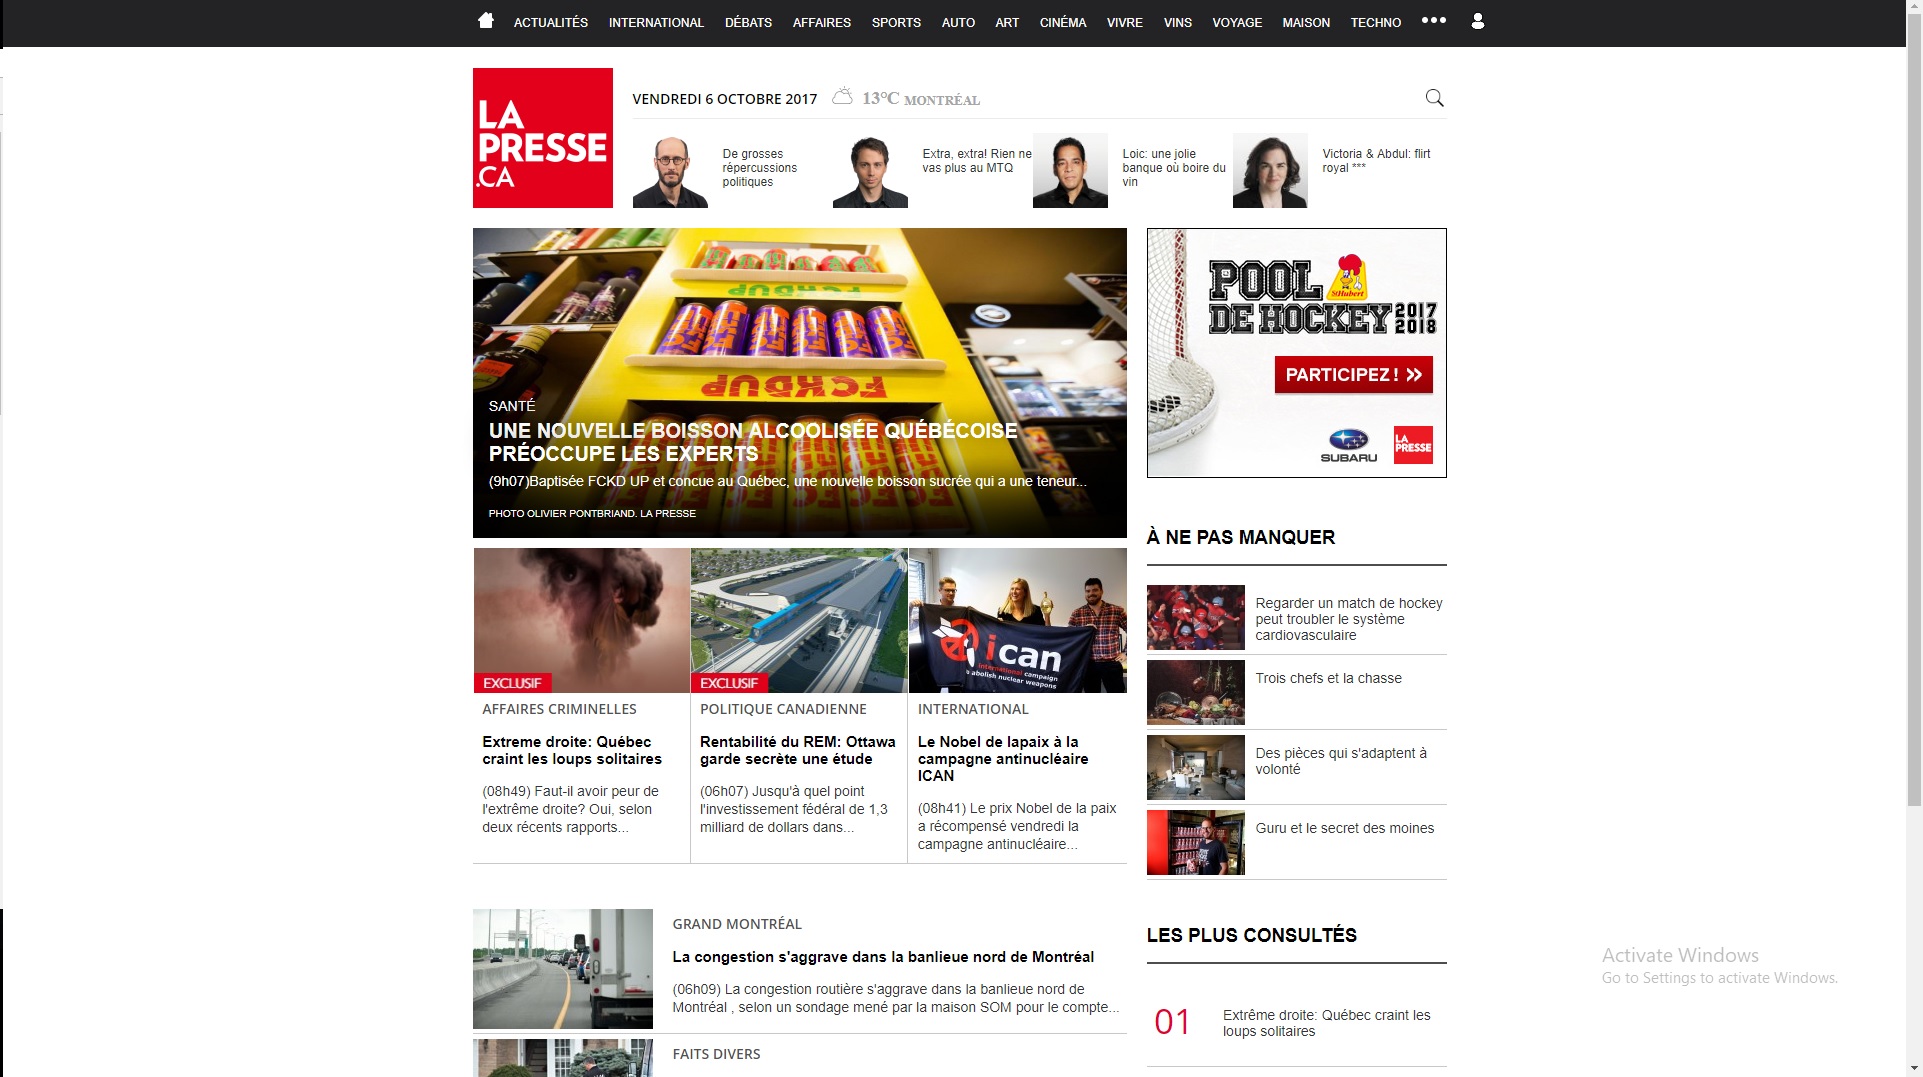 ACTUALITÉS INTERNATIONAL DÉBATS AFFAIRES SPORTS AUTO ART CINÉMA VIVRE VINS VOYAGE MAISON TECHNO
LA
PRESSE
.CA
VENDREDI 6 OCTOBRE 2017 13°C MONTRÉAL
De grosses
répercussions
politiques
Extra, extra! Rien ne
vas plus au MTQ
Loic: une jolie
banque où boire du
vin
Victoria & Abdul: flirt
royal ***
FCKDUP
FCKDUP
SANTÉ
UNE NOUVELLE BOISSON ALCOOLISÉE QUÉBÉCOISE
PRÉOCCUPE LES EXPERTS
(9h07)Baptisée FCKD UP et concue au Québec, une nouvelle boisson sucrée qui a une teneur...
PHOTO OLIVIER PONTBRIAND. LA PRESSE
POOL
StHubert
DE HOCKEY 2017
2018
PARTICIPEZ ! »
SUBARU
LA
PRESSE
EXCLUSIF
AFFAIRES CRIMINELLES
Extreme droite: Québec
craint les loups solitaires
(08h49) Faut-il avoir peur de
l'extrême droite? Oui, selon
deux récents rapports...
EXCLUSIF
POLITIQUE CANADIENNE
Rentabilité du REM: Ottawa
garde secrète une étude
(06h07) Jusqu'à quel point
l'investissement fédéral de 1,3
milliard de dollars dans...
ican
international campaign
abolish nuclear weapons
INTERNATIONAL
Le Nobel de lapaix à la
campagne antinucléaire
ICAN
(08h41) Le prix Nobel de la paix
a récompensé vendredi la
campagne antinucléaire...
À NE PAS MANQUER
Regarder un match de hockey
peut troubler le système
cardiovasculaire
Trois chefs et la chasse
Des pièces qui s'adaptent à
volonté
Guru et le secret des moines
GRAND MONTRÉAL
La congestion s'aggrave dans la banlieue nord de Montréal
(06h09) La congestion routière s'aggrave dans la banlieue nord de
Montréal , selon un sondage mené par la maison SOM pour le compte...
FAITS DIVERS
LES PLUS CONSULTÉS
01
Extrême droite: Québec craint les
loups solitaires
Activate Windows
Go to Settings to activate Windows.